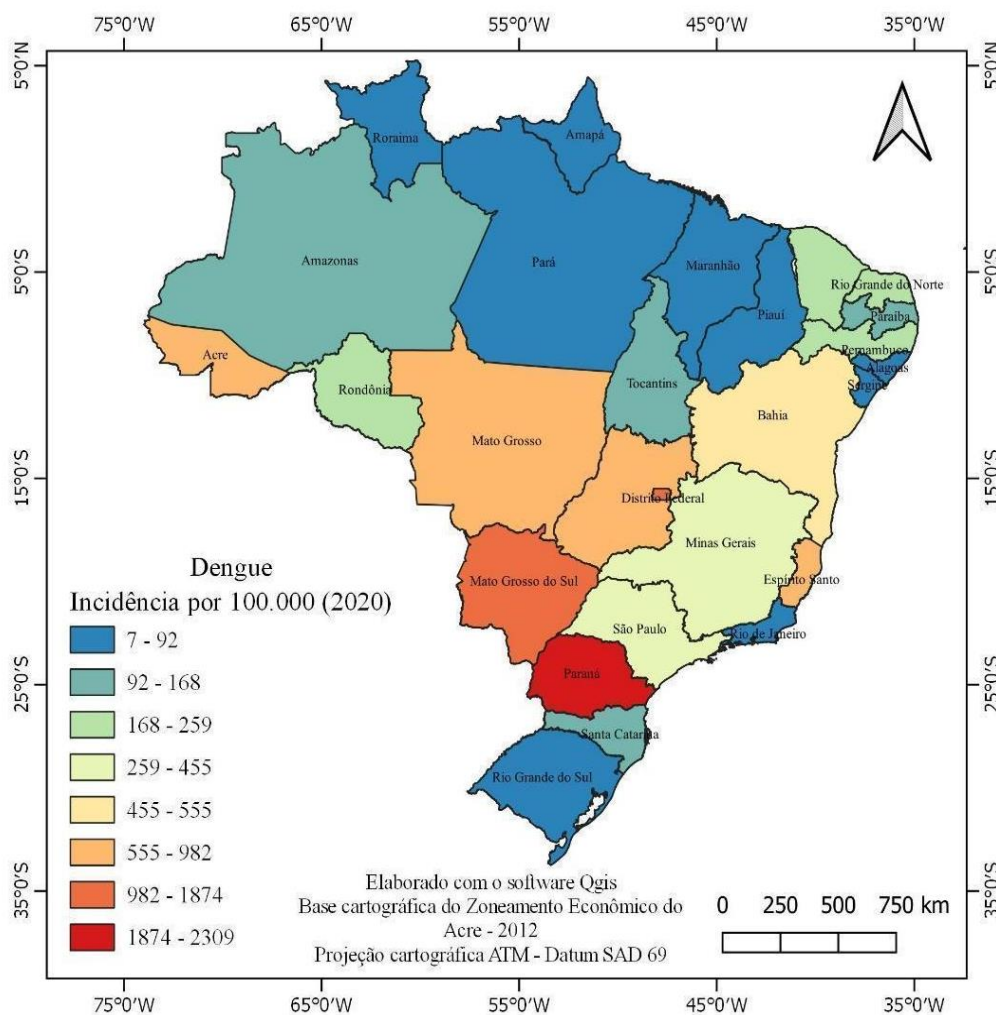 75°0'W 65°0'W 55°0'W 45°0'W 35°0'W
5°0'N 5°0'N
Roraima
Amapá
Amazonas
Pará
Maranhão
5°0'S 5°0'S
Rio Grande do Norte
Piauí
Paraíba
Acre
Pernambuco
Alagoas
Tocantins
Sergipe
Rondônia
Bahia
Mato Grosso
15°0'S 15°0'S
Distrito Federal
Minas Gerais
Mato Grosso do Sul
Espírito Santo
São Paulo
Rio de Janeiro
Paraná
25°0'S 25°0'S
Santa Catarina
Rio Grande do Sul
35°0'S 35°0'S
Dengue
Incidência por 100.000 (2020)
7 - 92
92 - 168
168 - 259
259 - 455
455 - 555
555 - 982
982 - 1874
1874 - 2309
Elaborado com o software Qgis
Base cartográfica do Zoneamento Econômico do
Acre - 2012
Projeção cartográfica ATM - Datum SAD 69
0 250 500 750 km
75°0'W 65°0'W 55°0'W 45°0'W 35°0'W